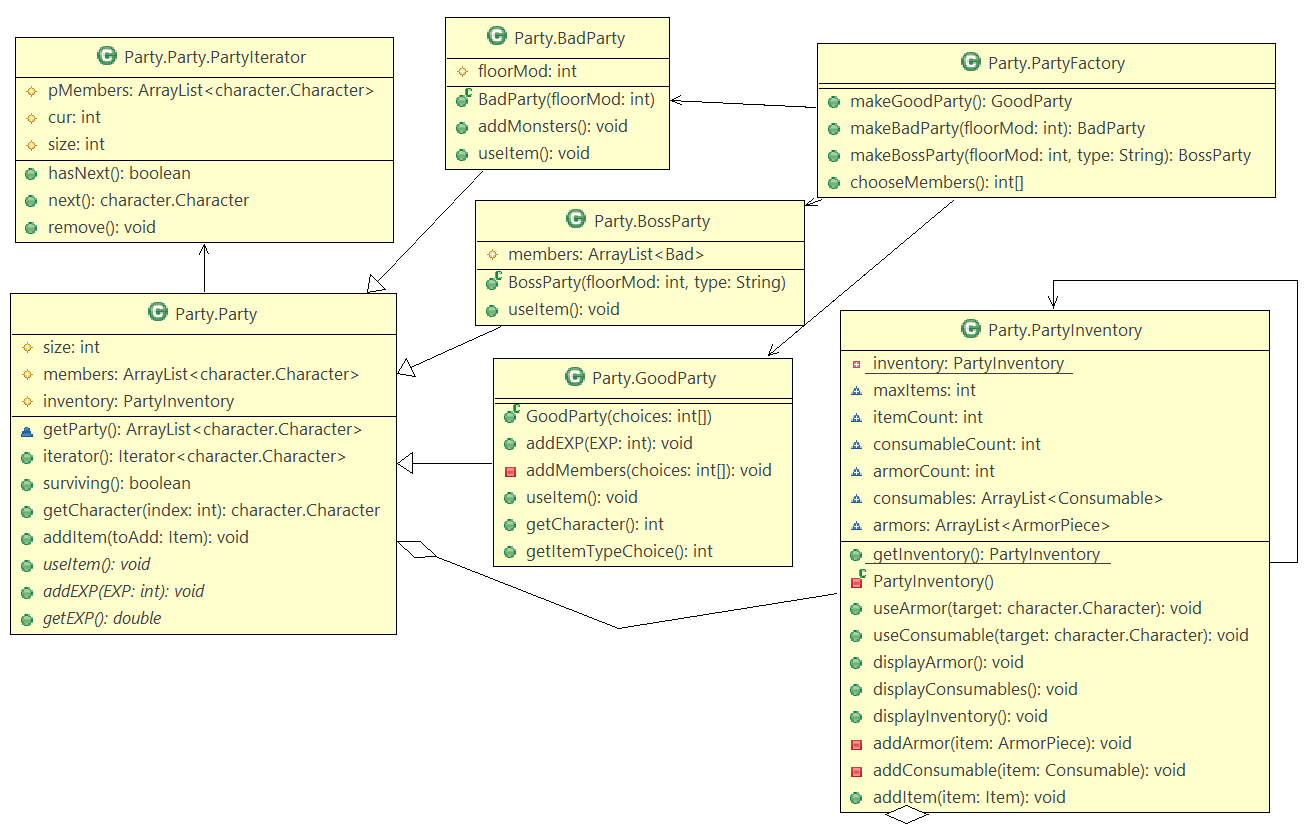 Party.Party.PartyIterator
pMembers: ArrayList<character.Character>
cur: int
size: int
hasNext(): boolean
next(): character.Character
remove(): void
Party.BadParty
floorMod: int
BadParty(floorMod: int)
addMonsters(): void
useItem(): void
Party.PartyFactory
makeGoodParty(): GoodParty
makeBadParty(floorMod: int): BadParty
makeBossParty(floorMod: int, type: String): BossParty
chooseMembers(): int[]
Party.BossParty
members: ArrayList<Bad>
BossParty(floorMod: int, type: String)
useItem(): void
Party.Party
size: int
members: ArrayList<character.Character>
inventory: PartyInventory
getParty(): ArrayList<character.Character>
iterator(): Iterator<character.Character>
surviving(): boolean
getCharacter(index: int): character.Character
addItem(toAdd: Item): void
useItem(): void
addEXP(EXP: int): void
getEXP(): double
Party.GoodParty
GoodParty(choices: int[])
addEXP(EXP: int): void
addMembers(choices: int[]): void
useItem(): void
getCharacter(): int
getItemTypeChoice(): int
Party.PartyInventory
inventory: PartyInventory
maxItems: int
itemCount: int
consumableCount: int
armorCount: int
consumables: ArrayList<Consumable>
armors: ArrayList<ArmorPiece>
getInventory(): PartyInventory
PartyInventory()
useArmor(target: character.Character): void
useConsumable(target: character.Character): void
displayArmor(): void
displayConsumables(): void
displayInventory(): void
addArmor(item: ArmorPiece): void
addConsumable(item: Consumable): void
addItem(item: Item): void